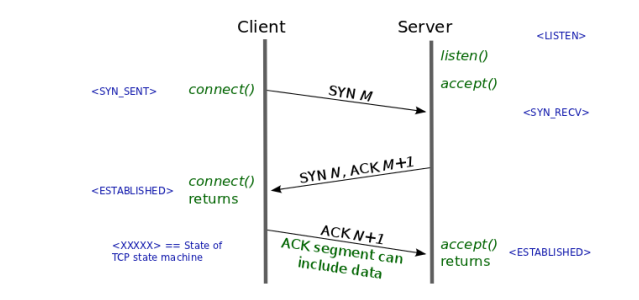 Client
Server
<LISTEN>
listen()
accept()
<SYN_SENT>
connect()
SYN M
<SYN_RECV>
SYN N, ACK M+1
<ESTABLISHED>
connect()
returns
ACK N+1
ACK segment can
include data
<XXXXX> == State of
TCP state machine
accept()
returns
<ESTABLISHED>